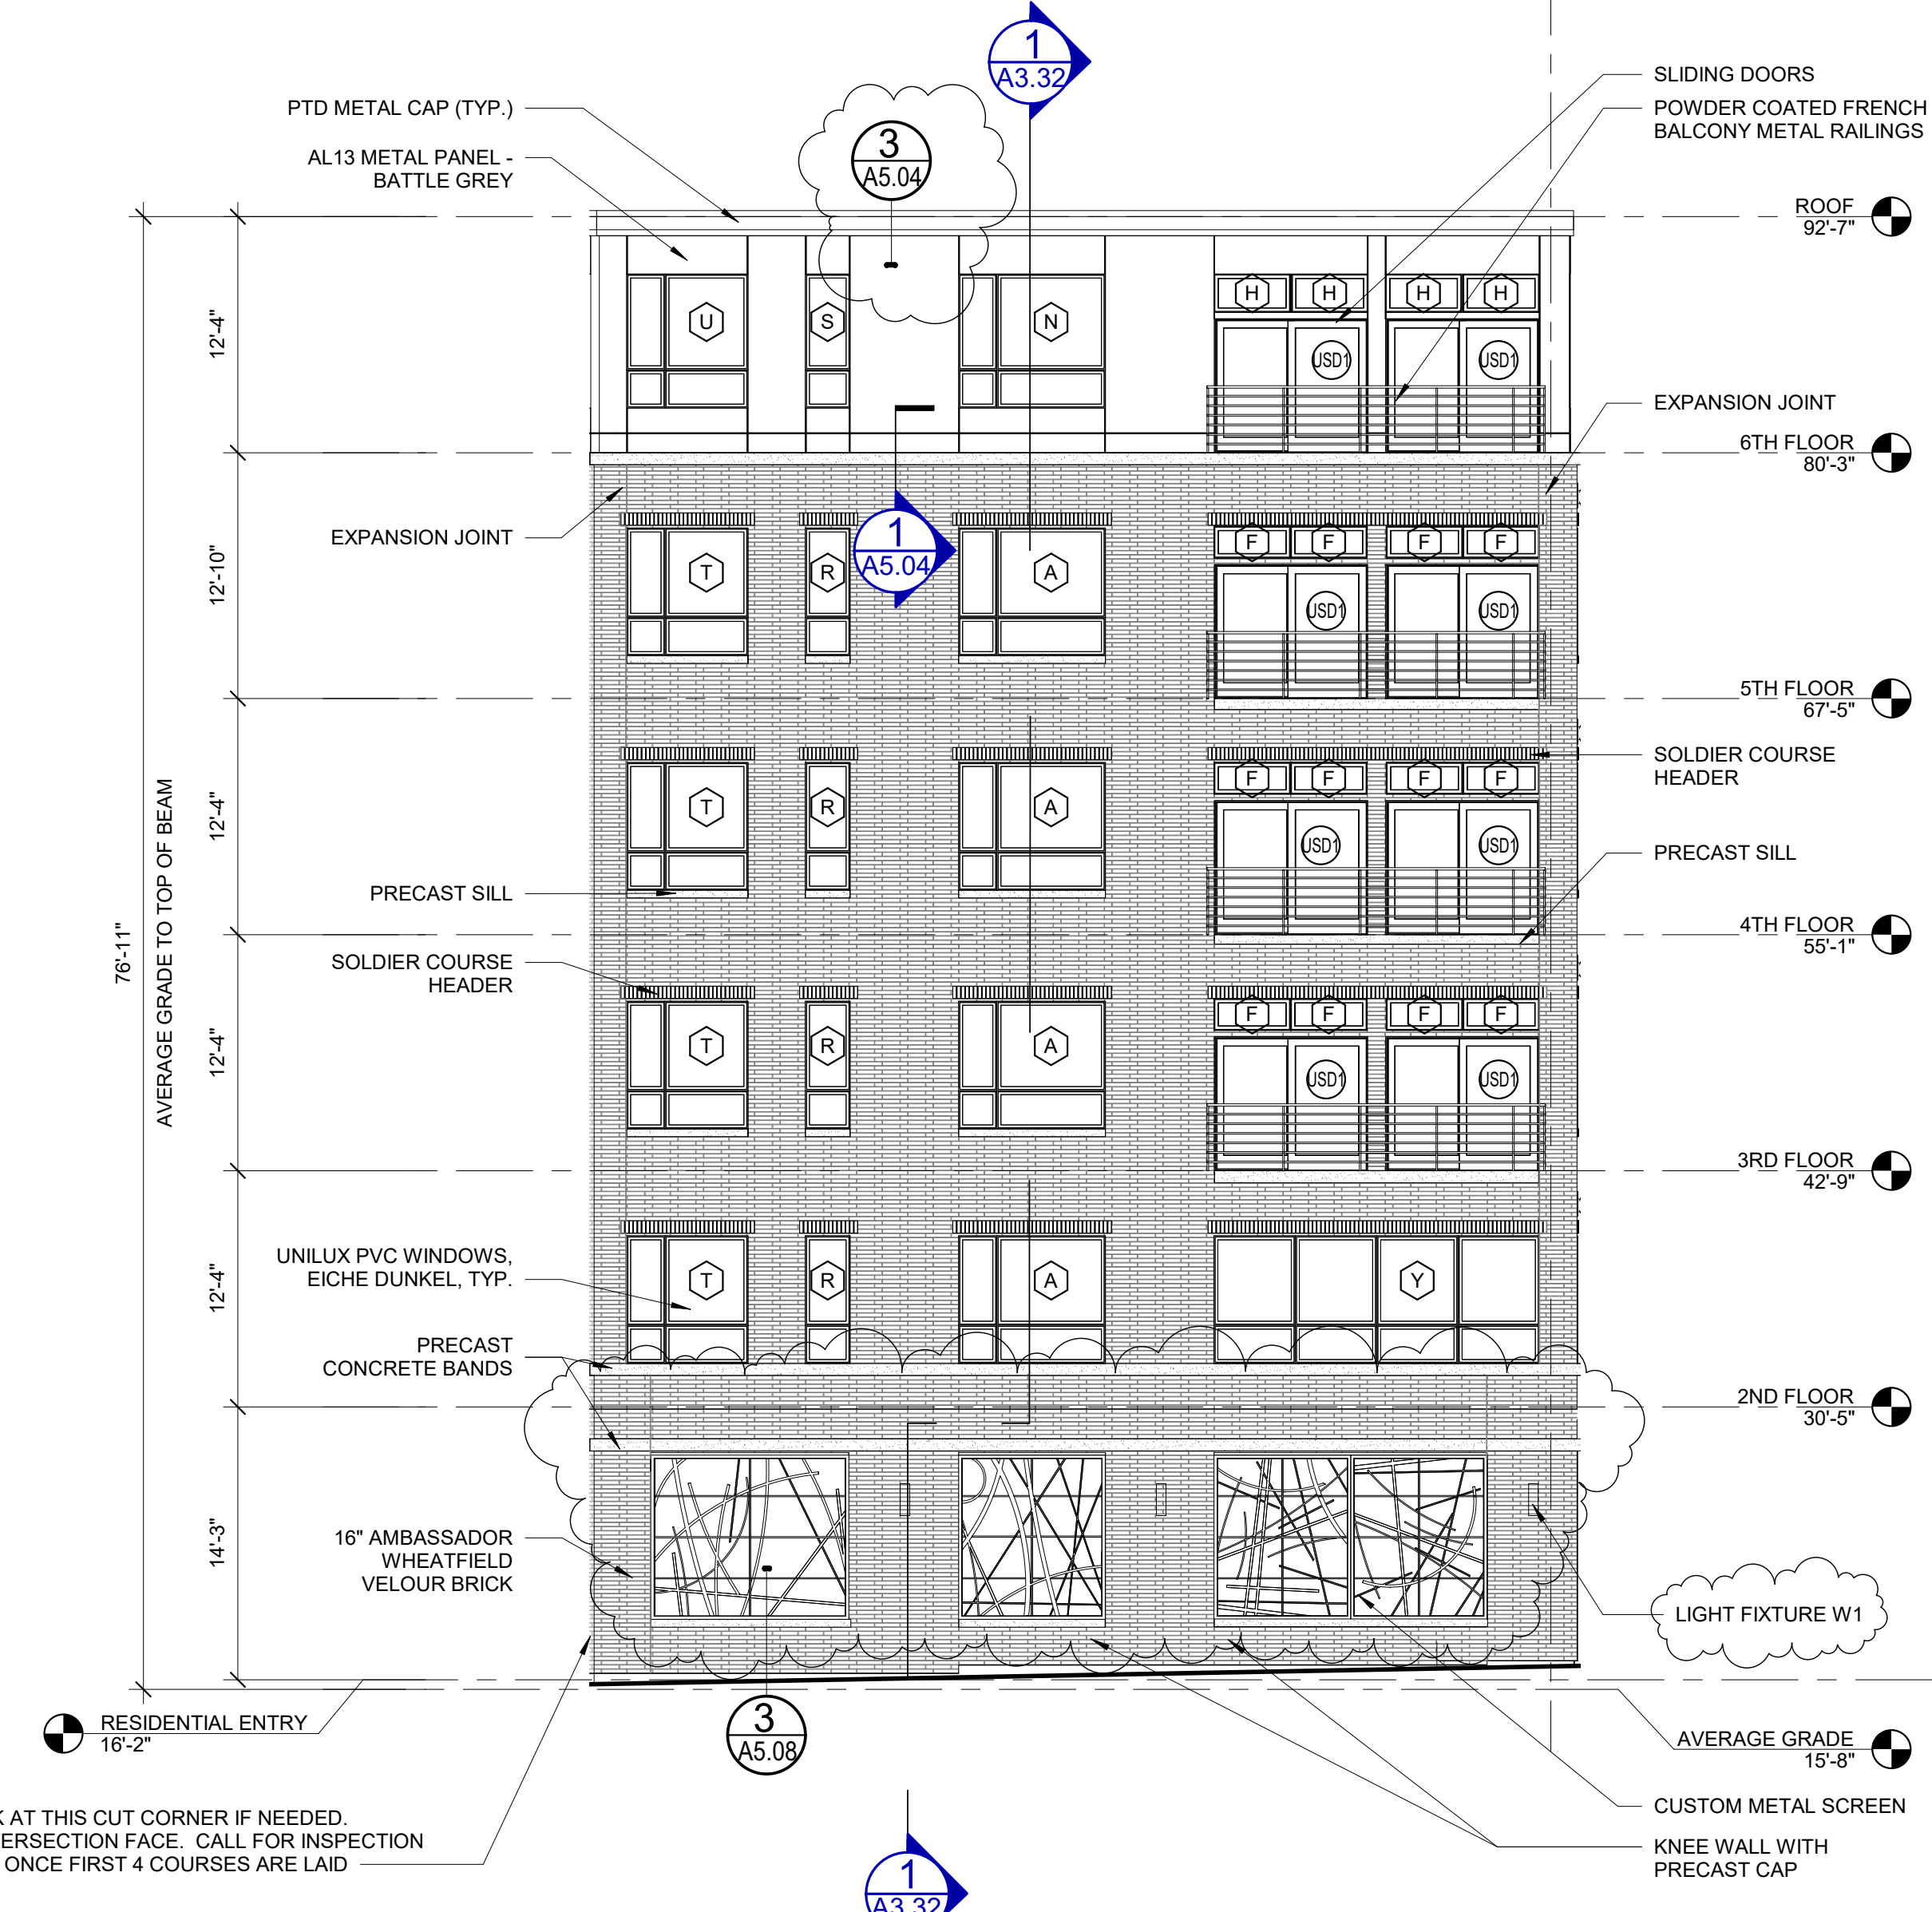 1
A3.32
SLIDING DOORS
POWDER COATED FRENCH
BALCONY METAL RAILINGS
PTD METAL CAP (TYP.)
AL13 METAL PANEL -
BATTLE GREY
3
A5.04
ROOF
92'-7"
H H H H
U S N
USD1 USD1
12'-4"
EXPANSION JOINT
6TH FLOOR
80'-3"
EXPANSION JOINT
1
A5.04
F F F F
T R A
USD1 USD1
12'-10"
5TH FLOOR
67'-5"
SOLDIER COURSE
HEADER
F F F F
T R A
USD1 USD1
12'-4"
PRECAST SILL
PRECAST SILL
4TH FLOOR
55'-1"
76'-11"
AVERAGE GRADE TO TOP OF BEAM
SOLDIER COURSE
HEADER
F F F F
T R A
USD1 USD1
12'-4"
3RD FLOOR
42'-9"
UNILUX PVC WINDOWS,
EICHE DUNKEL, TYP.
T R A Y
12'-4"
PRECAST
CONCRETE BANDS
2ND FLOOR
30'-5"
14'-3"
16" AMBASSADOR
WHEATFIELD
VELOUR BRICK
LIGHT FIXTURE W1
RESIDENTIAL ENTRY
16'-2"
3
A5.08
AVERAGE GRADE
15'-8"
CUSTOM METAL SCREEN
KNEE WALL WITH
PRECAST CAP
AT THIS CUT CORNER IF NEEDED.
ERSECTION FACE. CALL FOR INSPECTION
ONCE FIRST 4 COURSES ARE LAID
1
A3.32